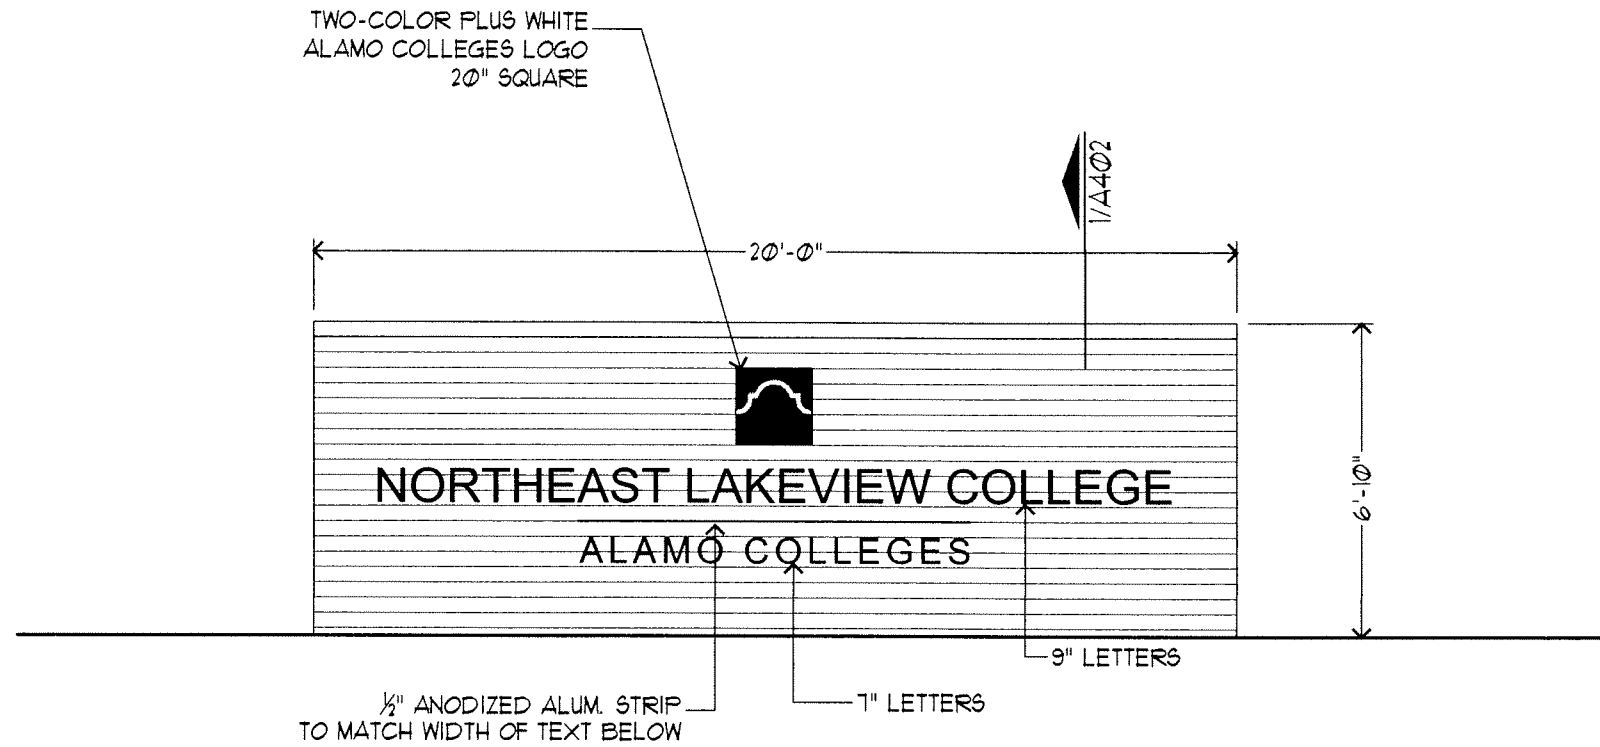 TWO-COLOR PLUS WHITE
ALAMO COLLEGES LOGO
20" SQUARE
1/A402
20'-0"
6'-10"
NORTHEAST LAKEVIEW COLLEGE
ALAMO COLLEGES
9" LETTERS
7" LETTERS
½" ANODIZED ALUM. STRIP
TO MATCH WIDTH OF TEXT BELOW